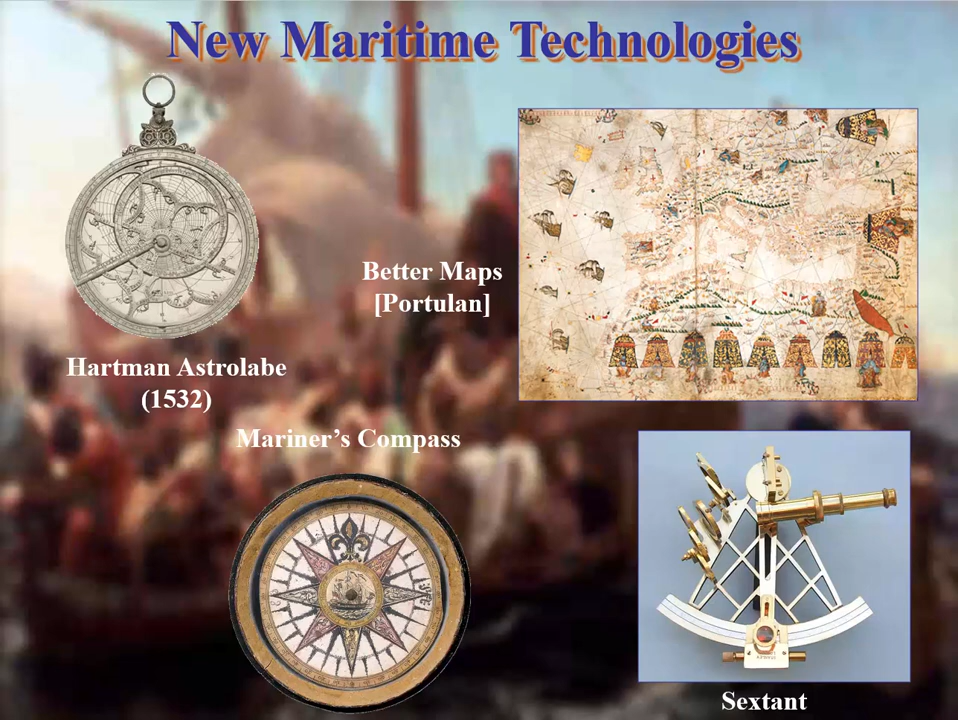 New Maritime Technologies
Hartman Astrolabe
(1532)
Better Maps
[Portulan]
Mariner’s Compass
Sextant